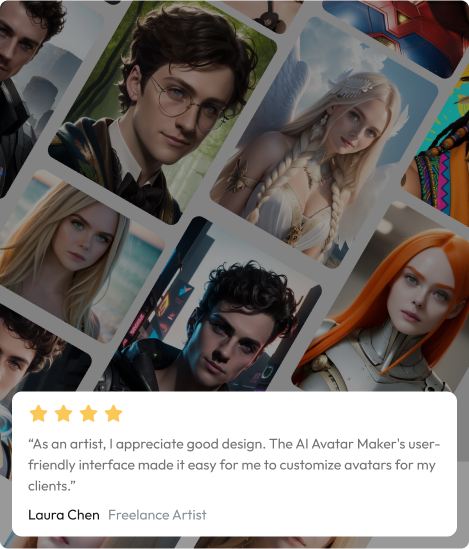 “As an artist, I appreciate good design. The AI Avatar Maker's user-
friendly interface made it easy for me to customize avatars for my
clients.”
Laura Chen Freelance Artist